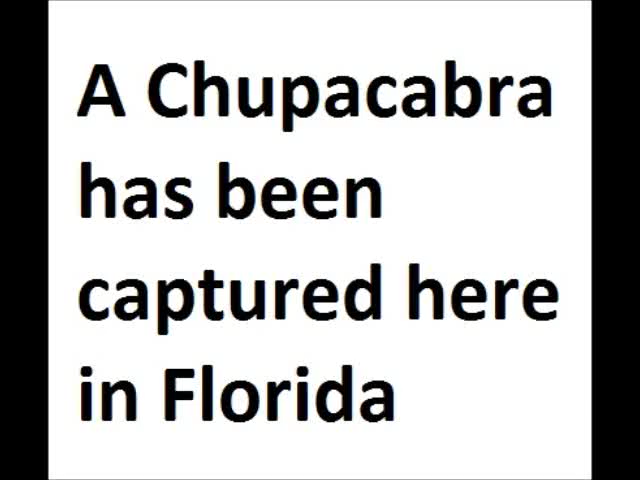 A Chupacabra
has been
captured here
in Florida